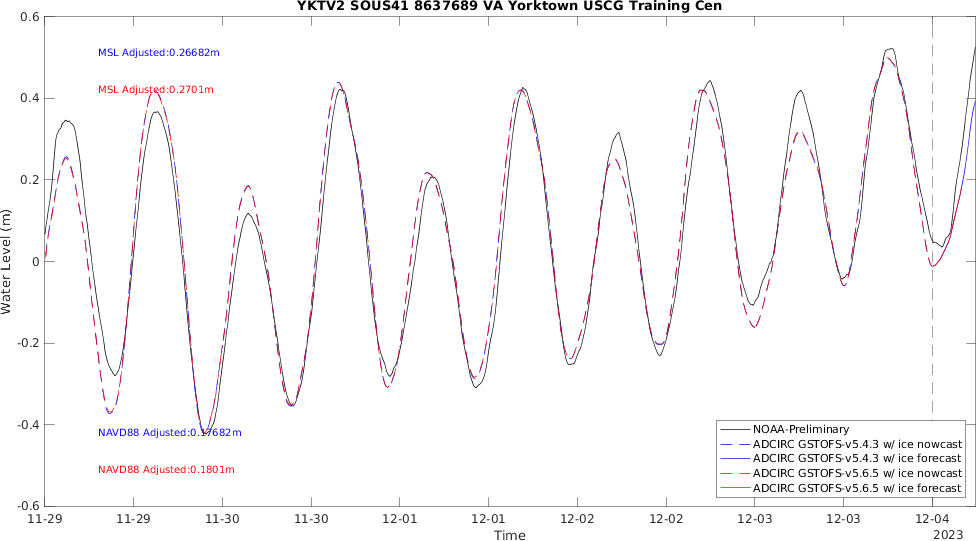 YKTV2 SOUS41 8637689 VA Yorktown USCG Training Cen
0.6
MSL Adjusted:0.26682m
MSL Adjusted:0.2701m
0.4
0.2
0
-0.2
-0.4
-0.6
Water Level (m)
NAVD88 Adjusted:0.17682m
NAVD88 Adjusted:0.1801m
NOAA-Preliminary
ADCIRC GSTOFS-v5.4.3 w/ ice nowcast
ADCIRC GSTOFS-v5.4.3 w/ ice forecast
ADCIRC GSTOFS-v5.6.5 w/ ice nowcast
ADCIRC GSTOFS-v5.6.5 w/ ice forecast
11-29 11-29 11-30 11-30 12-01 12-01 12-02 12-02 12-03 12-03 12-04
Time
2023